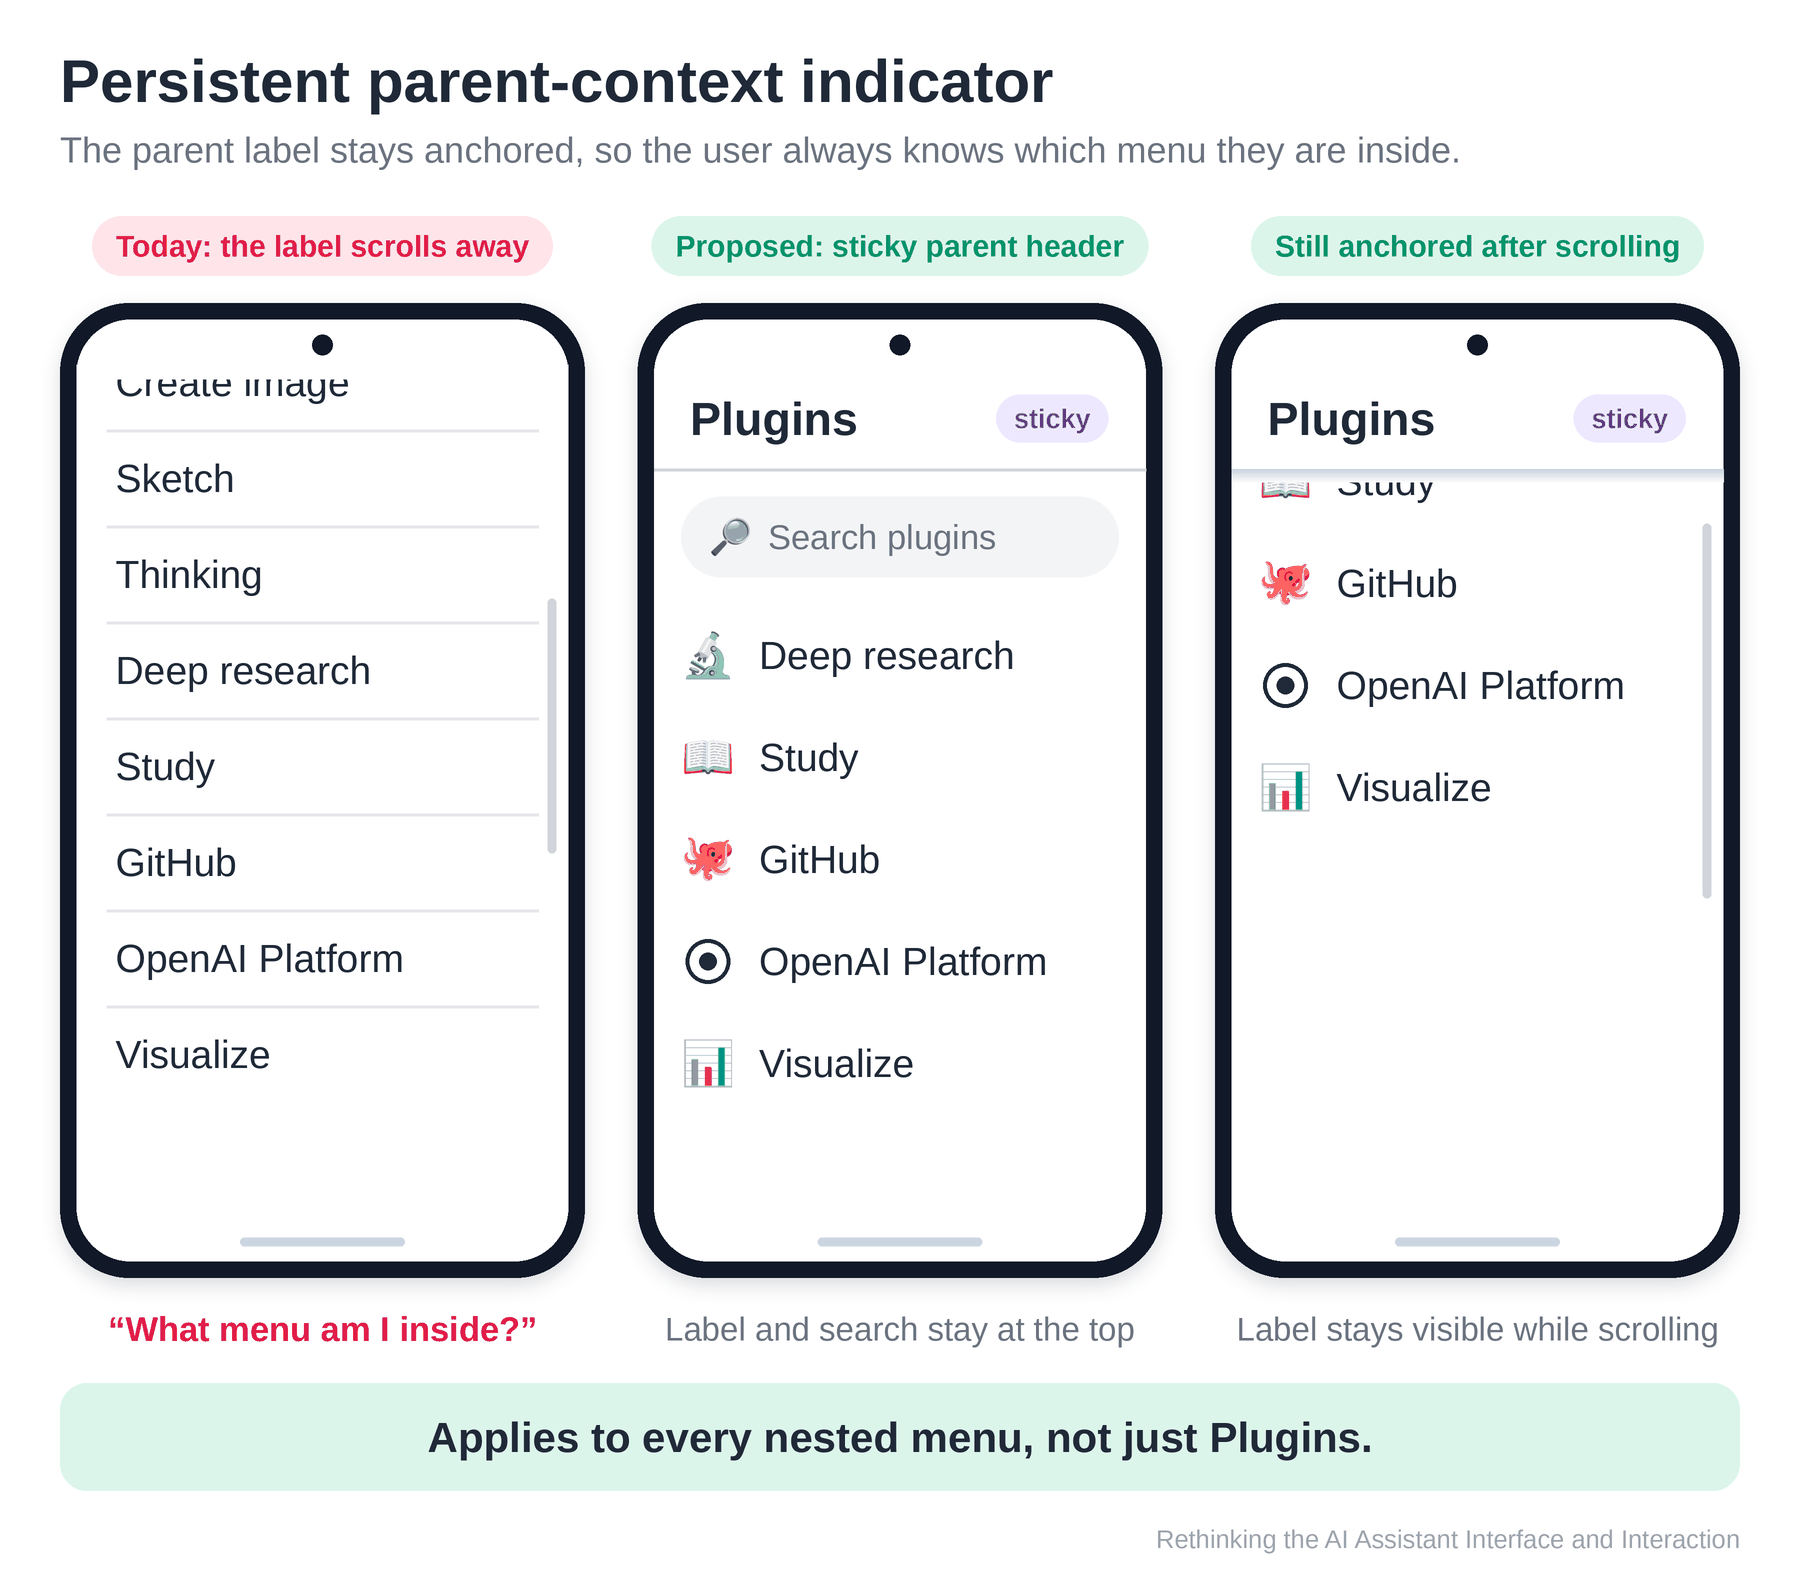 Persistent parent-context indicator
The parent label stays anchored, so the user always knows which menu they are inside.
Today: the label scrolls away
Create image
Sketch
Thinking
Deep research
Study
GitHub
OpenAI Platform
Visualize
“What menu am I inside?”
Proposed: sticky parent header
Plugins
sticky
Search plugins
Deep research
Study
GitHub
OpenAI Platform
Visualize
Label and search stay at the top
Still anchored after scrolling
Plugins
sticky
Study
GitHub
OpenAI Platform
Visualize
Label stays visible while scrolling
Applies to every nested menu, not just Plugins.
Rethinking the AI Assistant Interface and Interaction